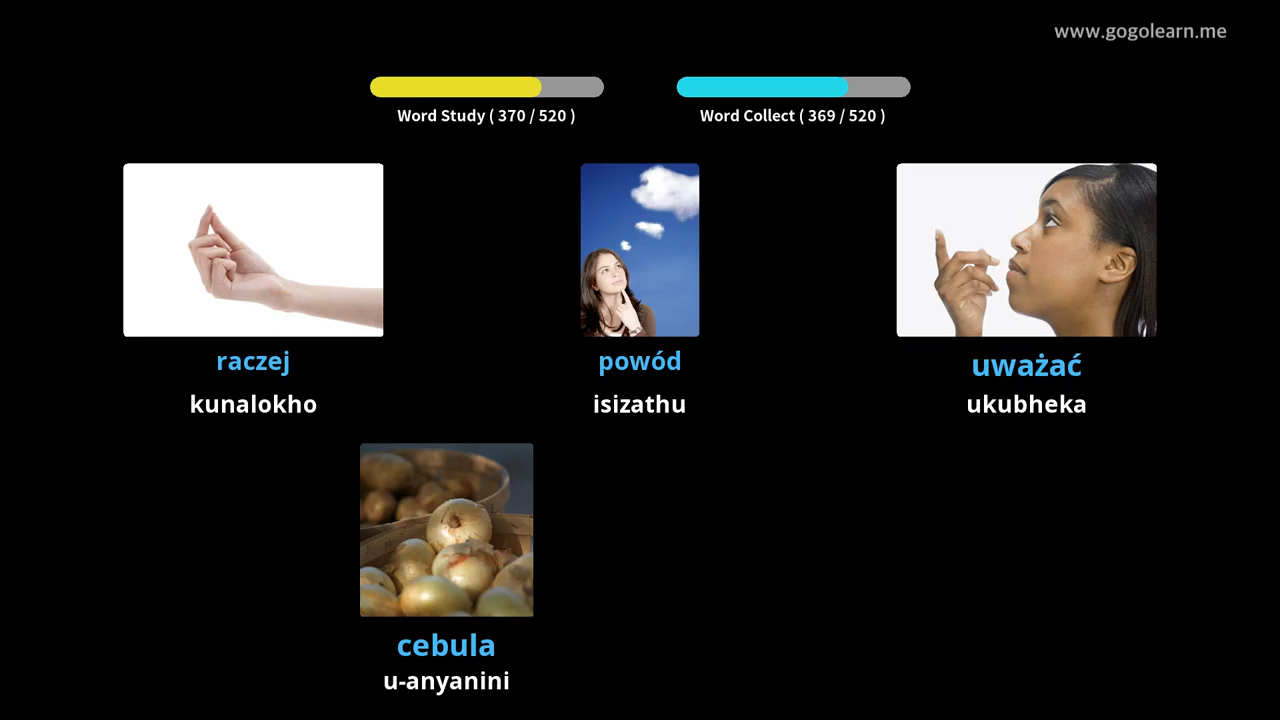 www.gogolearn.me
Word Study ( 370 / 520 )
Word Collect ( 369 / 520 )
raczej
powód
uważać
kunalokho
isizathu
ukubheka
cebula
u-anyanini